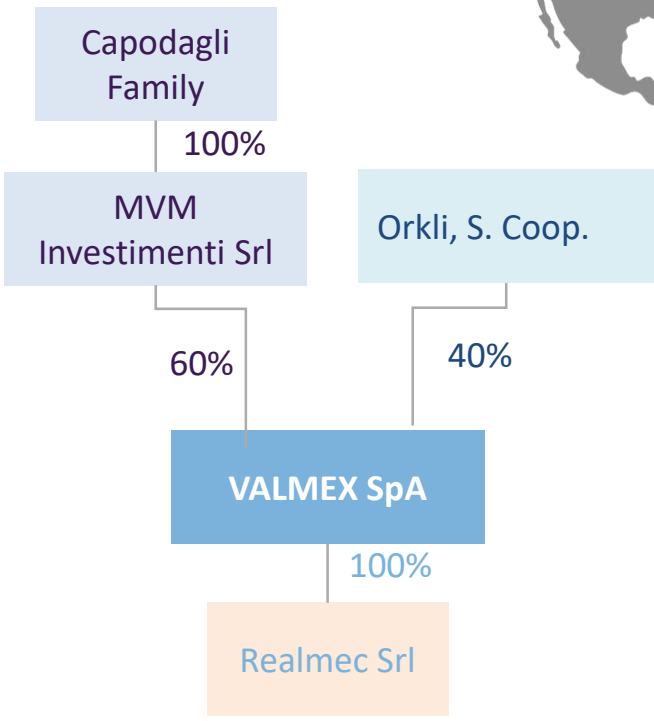 Capodagli
Family
100%
MVM
Investimenti Srl
Orkli, S. Coop.
60%
40%
VALMEX SpA
100%
Realmec Srl